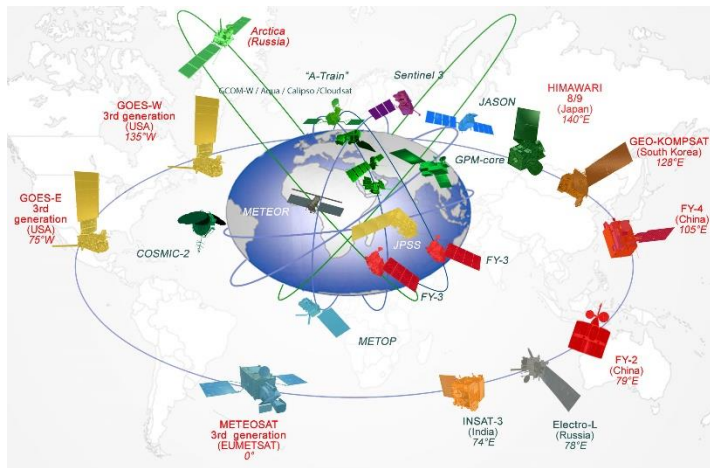 Arctica
(Russia)
"A-Train"
GCOM-W / Aqua / Calipso /Cloudsat
Sentinel 3
JASON
HIMAWARI
8/9
(Japan)
140°E
GOES-W
3rd generation
(USA)
135°W
GEO-KOMPSAT
(South Korea)
128°E
GPM-core
GOES-E
3rd
generation
(USA)
75°W
METEOR
FY-4
(China)
105°E
COSMIC-2
JPSS
FY-3
FY-3
METOP
FY-2
(China)
79°E
METEOSAT
3rd generation
(EUMETSAT)
0°
INSAT-3
(India)
74°E
Electro-L
(Russia)
78°E